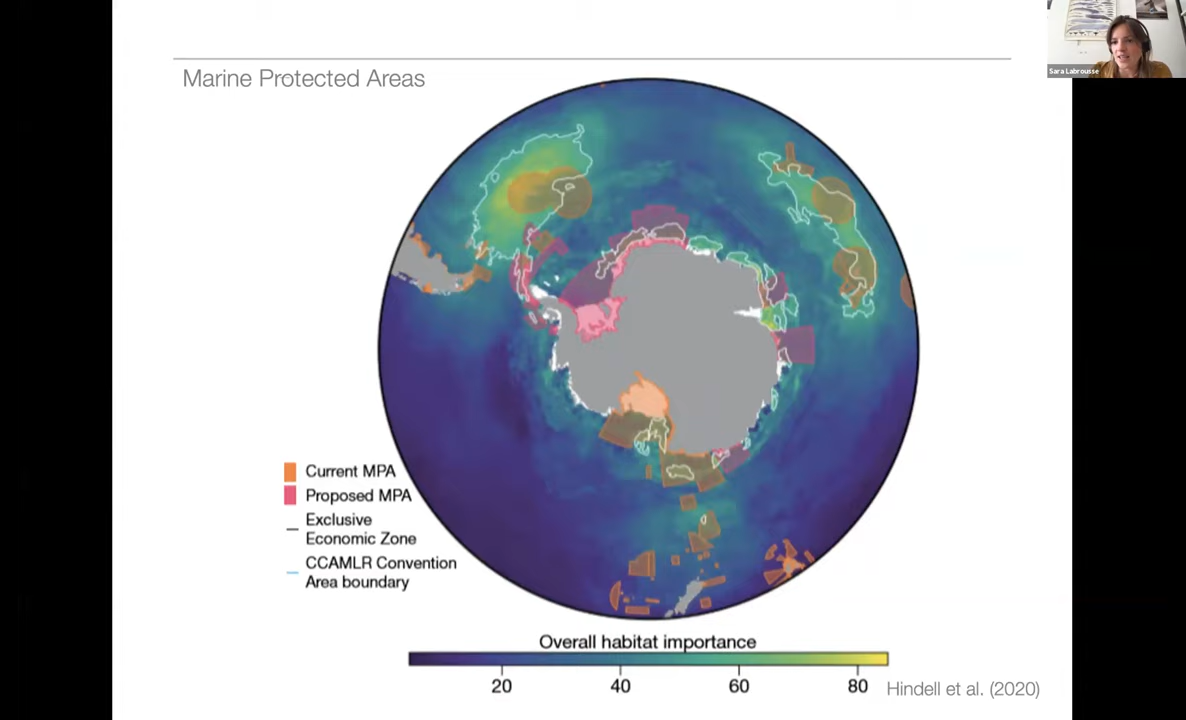 Sara Labrousse
Marine Protected Areas
Current MPA
Proposed MPA
Exclusive
Economic Zone
CCAMLR Convention
Area boundary
Overall habitat importance
20 40 60 80
Hindell et al. (2020)